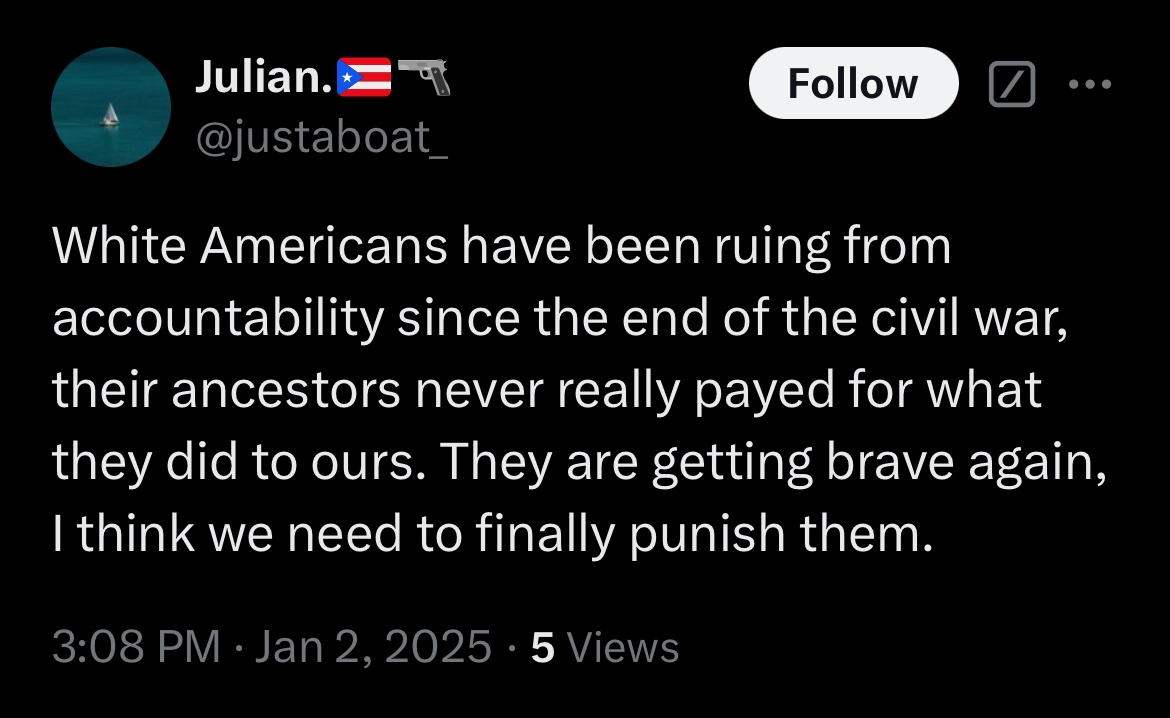 Julian.🇵🇷🔫
Follow
@justaboat_
White Americans have been ruing from
accountability since the end of the civil war,
their ancestors never really payed for what
they did to ours. They are getting brave again,
I think we need to finally punish them.
3:08 PM · Jan 2, 2025 · 5 Views